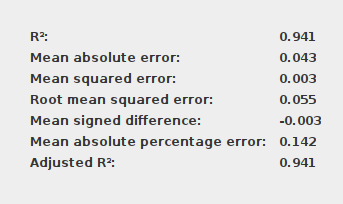 R²: 0.941
Mean absolute error: 0.043
Mean squared error: 0.003
Root mean squared error: 0.055
Mean signed difference: -0.003
Mean absolute percentage error: 0.142
Adjusted R²: 0.941